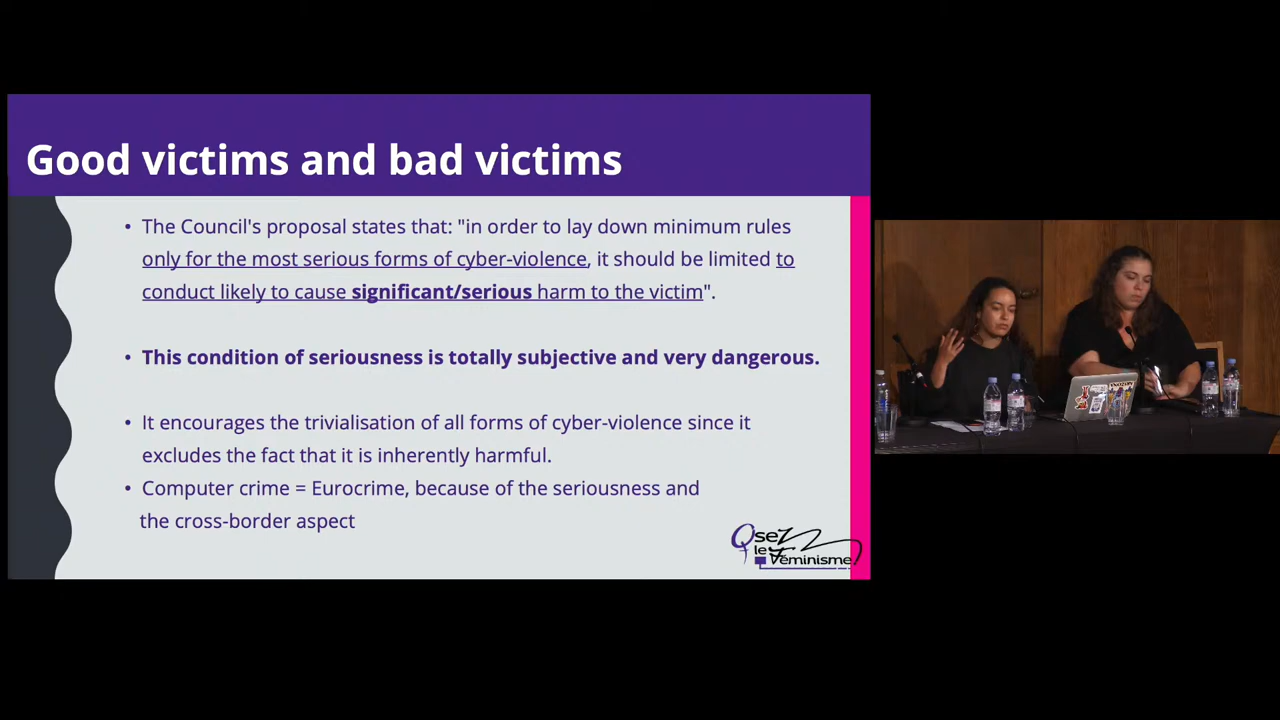 Good victims and bad victims
• The Council's proposal states that: "in order to lay down minimum rules
only for the most serious forms of cyber-violence, it should be limited to
conduct likely to cause significant/serious harm to the victim".
• This condition of seriousness is totally subjective and very dangerous.
• It encourages the trivialisation of all forms of cyber-violence since it
excludes the fact that it is inherently harmful.
• Computer crime = Eurocrime, because of the seriousness and
the cross-border aspect
Osez
le
Féminisme